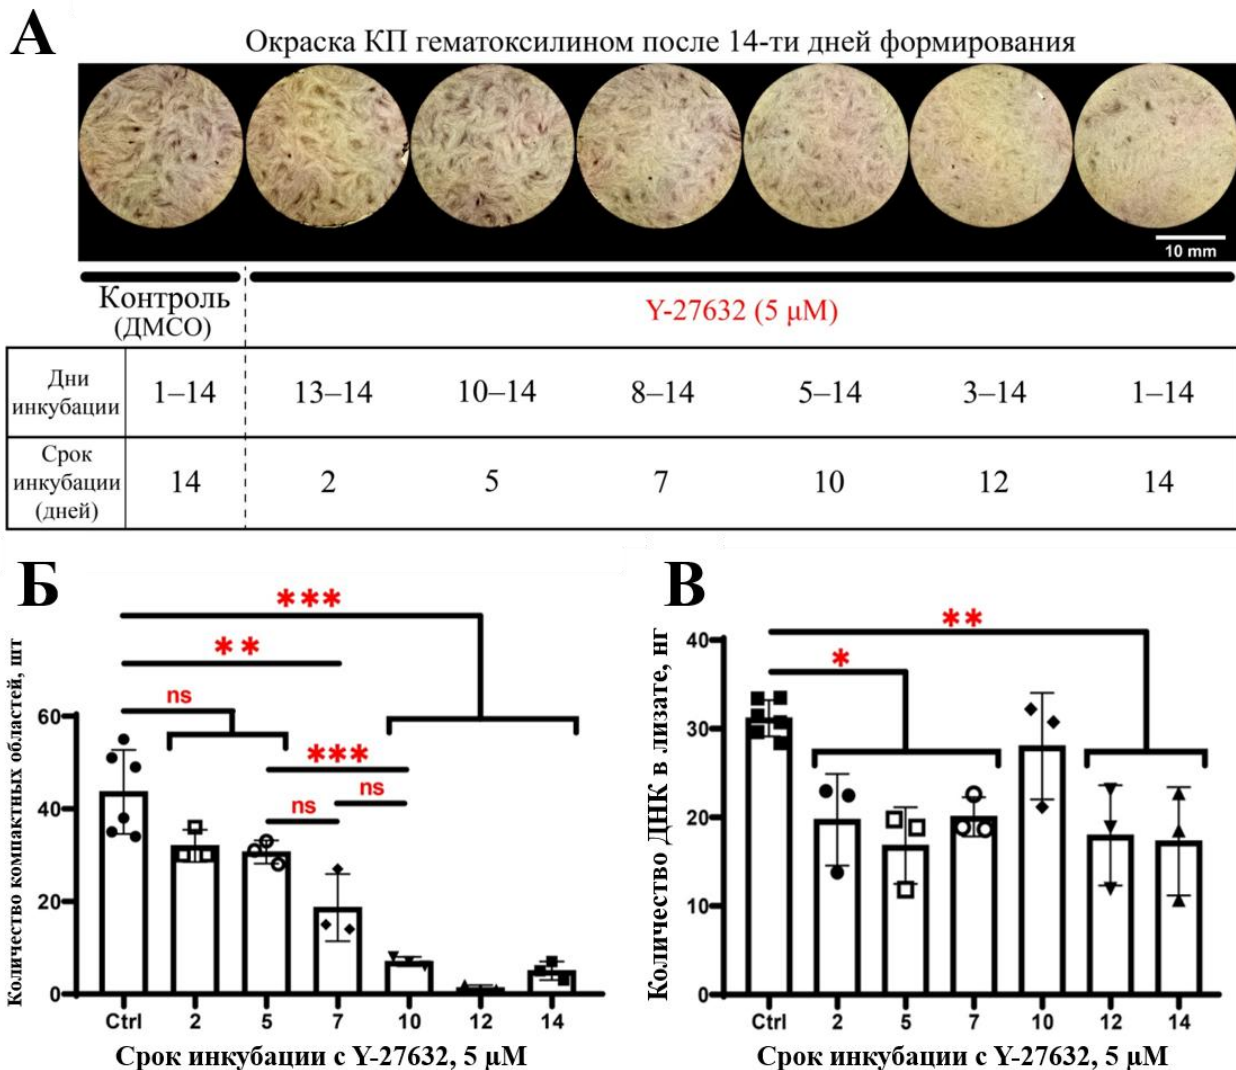 А
Окраска КП гематоксилином после 14-ти дней формирования
10 mm
Контроль
(ДМСО)
Y-27632 (5 μM)
Дни
инкубации
1–14
13–14
10–14
8–14
5–14
3–14
1–14
Срок
инкубации
(дней)
14
2
5
7
10
12
14
Б
Количество компактных областей, шт
60
40
20
0
***
**
ns
***
ns
ns
Ctrl
2
5
7
10
12
14
Срок инкубации с Y-27632, 5 μM
В
Количество ДНК в лизате, нг
40
30
20
10
0
**
*
Ctrl
2
5
7
10
12
14
Срок инкубации с Y-27632, 5 μM